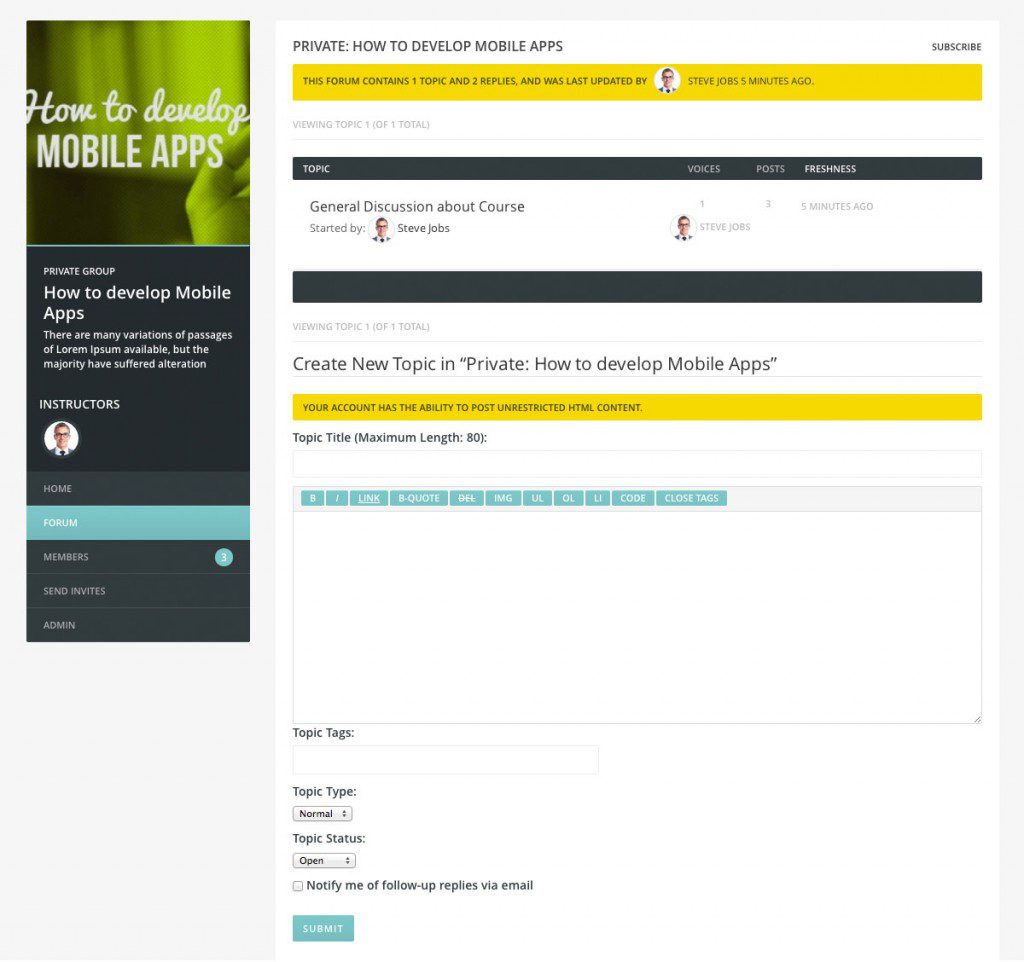 How to develop
MOBILE APPS
PRIVATE GROUP
How to develop Mobile
Apps
There are many variations of passages
of Lorem Ipsum available, but the
majority have suffered alteration
INSTRUCTORS
HOME
FORUM
MEMBERS 3
SEND INVITES
ADMIN
PRIVATE: HOW TO DEVELOP MOBILE APPS SUBSCRIBE
THIS FORUM CONTAINS 1 TOPIC AND 2 REPLIES, AND WAS LAST UPDATED BY STEVE JOBS 5 MINUTES AGO.
VIEWING TOPIC 1 (OF 1 TOTAL)
TOPIC VOICES POSTS FRESHNESS
General Discussion about Course 1 3 5 MINUTES AGO
Started by: Steve Jobs STEVE JOBS
VIEWING TOPIC 1 (OF 1 TOTAL)
Create New Topic in “Private: How to develop Mobile Apps”
YOUR ACCOUNT HAS THE ABILITY TO POST UNRESTRICTED HTML CONTENT.
Topic Title (Maximum Length: 80):
B I LINK B-QUOTE DEL IMG UL OL LI CODE CLOSE TAGS
Topic Tags:
Topic Type:
Normal
Topic Status:
Open
Notify me of follow-up replies via email
SUBMIT